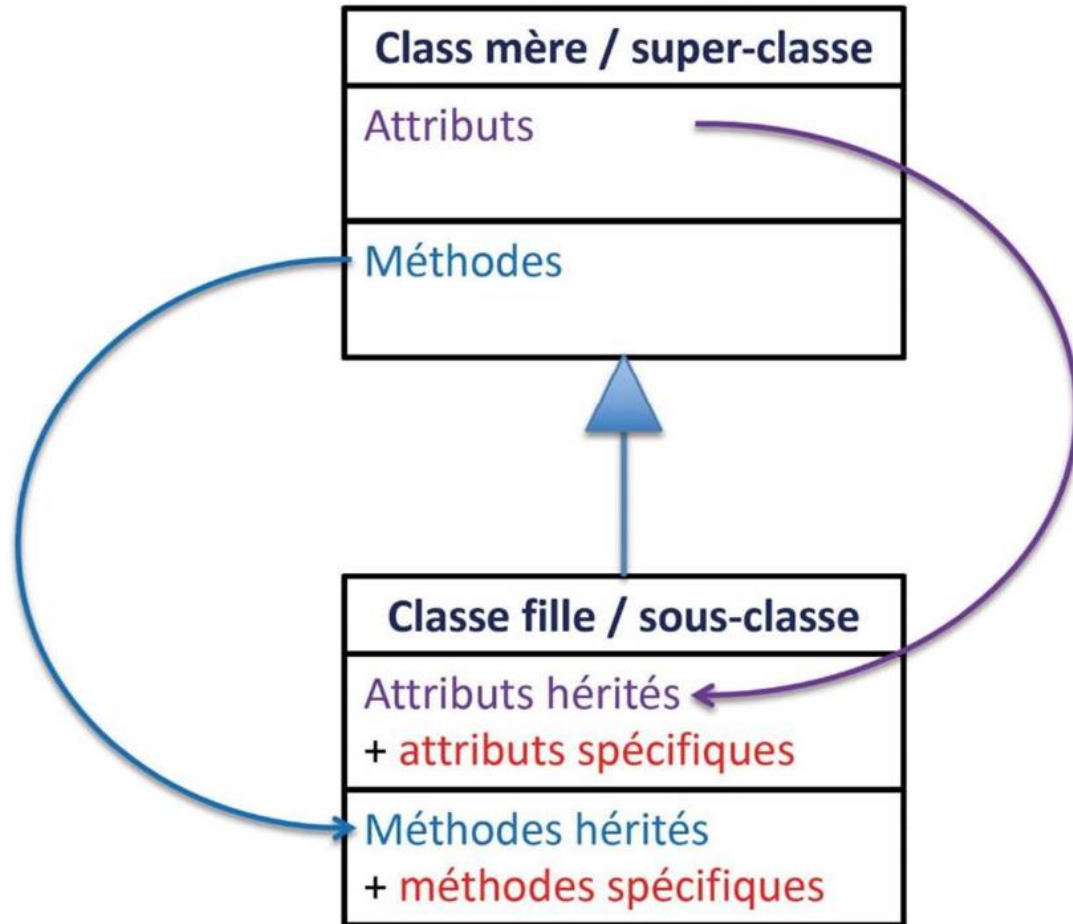 Class mère / super-classe
Attributs
Méthodes
Classe fille / sous-classe
Attributs hérités
+ attributs spécifiques
Méthodes hérités
+ méthodes spécifiques